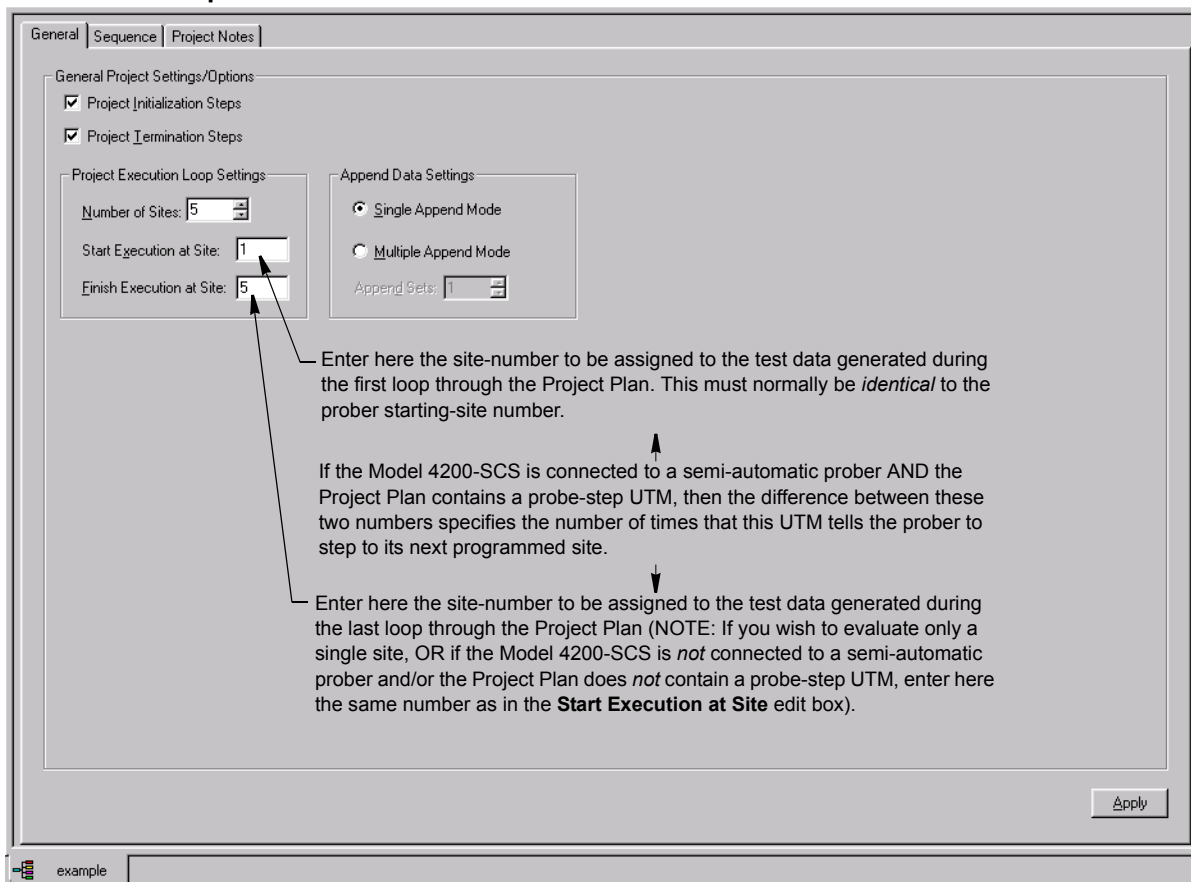 General Sequence Project Notes
General Project Settings/Options
Project Initialization Steps
Project Termination Steps
Project Execution Loop Settings
Number of Sites: 5
Start Execution at Site: 1
Finish Execution at Site: 5
Append Data Settings
Single Append Mode
Multiple Append Mode
Append Sets: 1
Enter here the site-number to be assigned to the test data generated during
the first loop through the Project Plan. This must normally be identical to the
prober starting-site number.
If the Model 4200-SCS is connected to a semi-automatic prober AND the
Project Plan contains a probe-step UTM, then the difference between these
two numbers specifies the number of times that this UTM tells the prober to
step to its next programmed site.
Enter here the site-number to be assigned to the test data generated during
the last loop through the Project Plan (NOTE: If you wish to evaluate only a
single site, OR if the Model 4200-SCS is not connected to a semi-automatic
prober and/or the Project Plan does not contain a probe-step UTM, enter here
the same number as in the Start Execution at Site edit box).
Apply
example